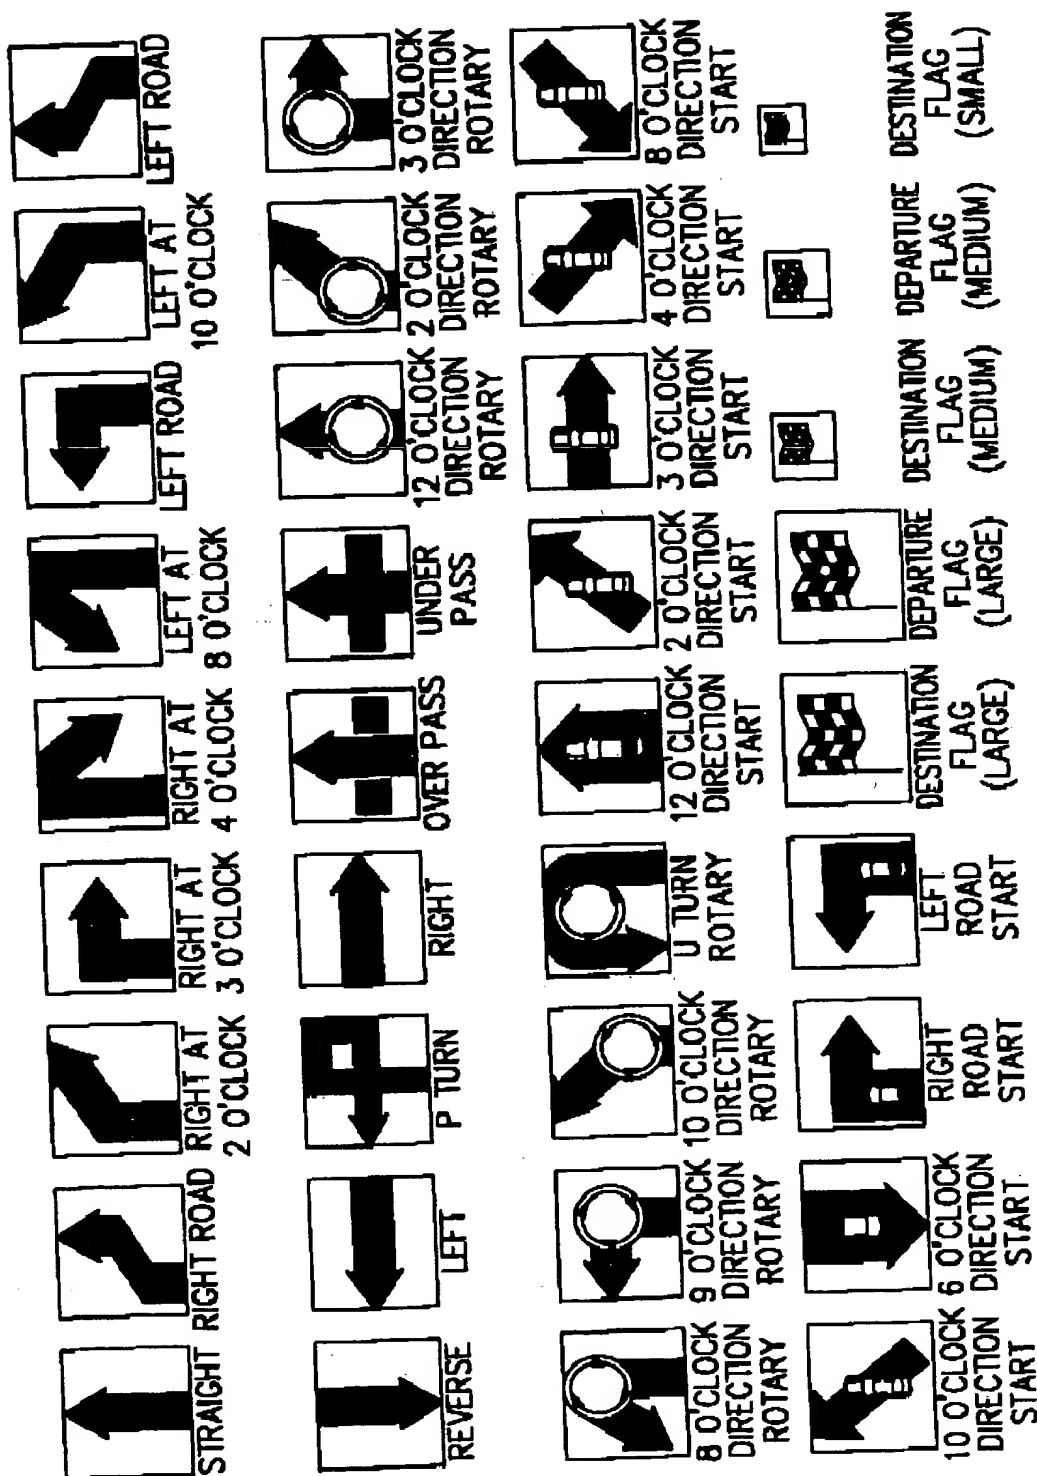 STRAIGHT
RIGHT ROAD
RIGHT AT
2 O'CLOCK
RIGHT AT
3 O'CLOCK
RIGHT AT
4 O'CLOCK
LEFT AT
8 O'CLOCK
LEFT ROAD
LEFT AT
10 O'CLOCK
LEFT ROAD
REVERSE
LEFT
P TURN
RIGHT
OVER PASS
UNDER
PASS
12 O'CLOCK
DIRECTION
ROTARY
2 O'CLOCK
DIRECTION
ROTARY
3 O'CLOCK
DIRECTION
ROTARY
8 O'CLOCK
DIRECTION
ROTARY
9 O'CLOCK
DIRECTION
ROTARY
10 O'CLOCK
DIRECTION
ROTARY
U TURN
ROTARY
12 O'CLOCK
DIRECTION
START
2 O'CLOCK
DIRECTION
START
3 O'CLOCK
DIRECTION
START
4 O'CLOCK
DIRECTION
START
8 O'CLOCK
DIRECTION
START
10 O'CLOCK
DIRECTION
START
6 O'CLOCK
DIRECTION
START
RIGHT
ROAD
START
LEFT
ROAD
START
DESTINATION
FLAG
(LARGE)
DEPARTURE
FLAG
(LARGE)
DESTINATION
FLAG
(MEDIUM)
DEPARTURE
FLAG
(MEDIUM)
DESTINATION
FLAG
(SMALL)